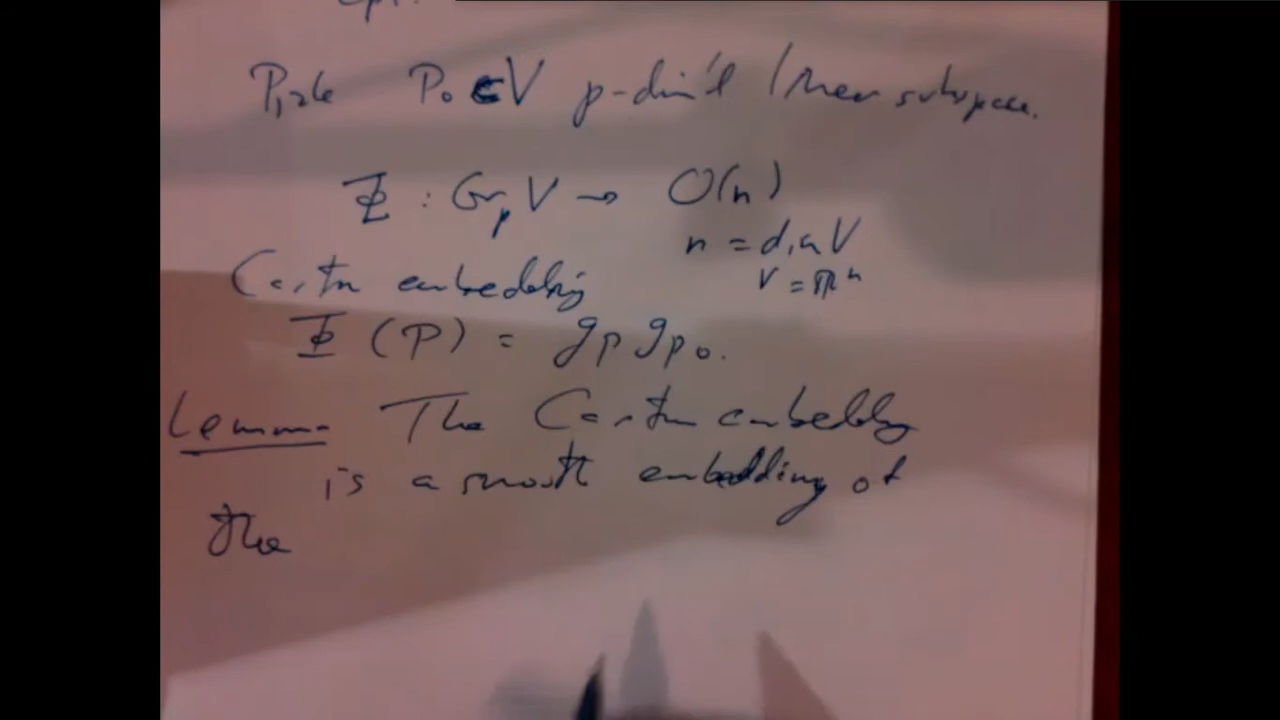 Pick P₀ ⊂ V p-dim'l linear subspace.
Φ : Gr_p V → O(n)
n = dim V
V = ℝⁿ
Cartan embedding
Φ(P) = g_P g_P₀.
Lemma The Cartan embedding
is a smooth embedding of
the